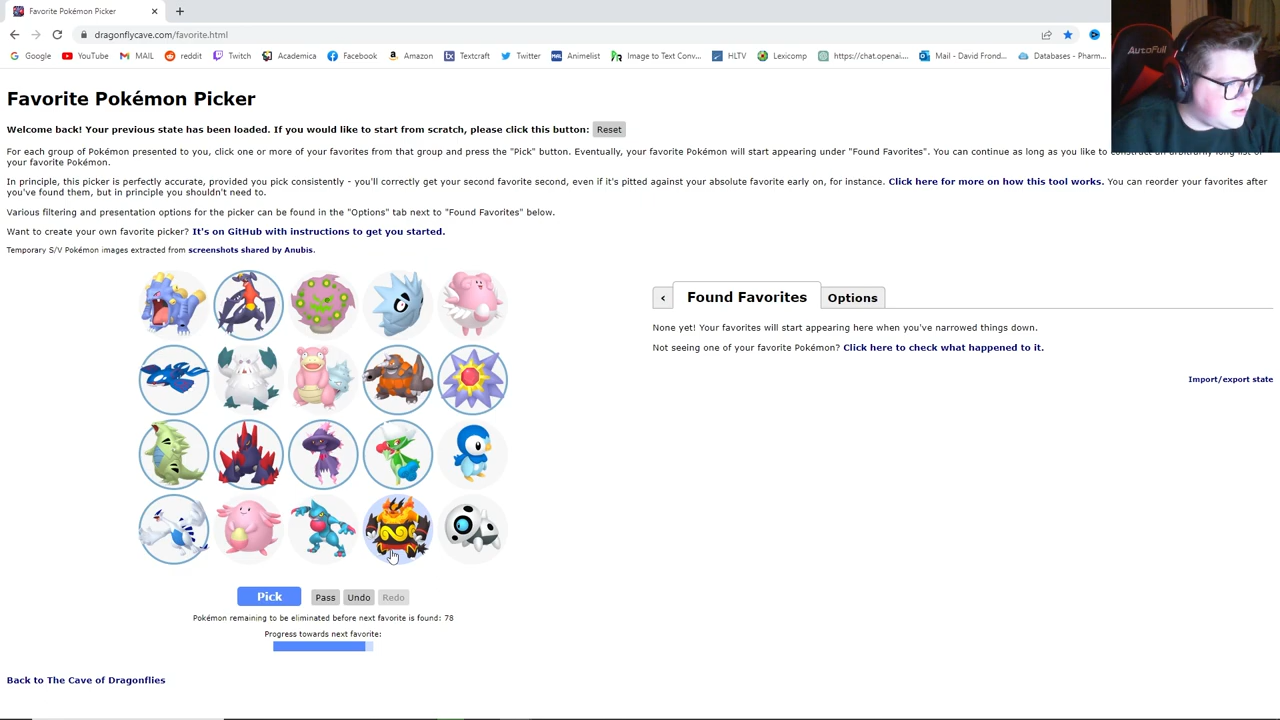 Favorite Pokémon Picker
dragonflycave.com/favorite.html
Google YouTube MAIL reddit Twitch Academica Facebook Amazon Textcraft Twitter Animelist Image to Text Conv... HLTV Lexicomp https://chat.openai... Mail - David Frond... Databases - Pharm...
AUTOFULL
Favorite Pokémon Picker
Welcome back! Your previous state has been loaded. If you would like to start from scratch, please click this button: Reset
For each group of Pokémon presented to you, click one or more of your favorites from that group and press the "Pick" button. Eventually, your favorite Pokémon will start appearing under "Found Favorites". You can continue as long as you like to
your favorite Pokémon.
In principle, this picker is perfectly accurate, provided you pick consistently - you'll correctly get your second favorite second, even if it's pitted against your absolute favorite early on, for instance. Click here for more on how this tool works. You can reorder your favorites after
you've found them, but in principle you shouldn't need to.
Various filtering and presentation options for the picker can be found in the "Options" tab next to "Found Favorites" below.
Want to create your own favorite picker? It's on GitHub with instructions to get you started.
Temporary S/V Pokémon images extracted from screenshots shared by Anubis.
‹ Found Favorites Options
None yet! Your favorites will start appearing here when you've narrowed things down.
Not seeing one of your favorite Pokémon? Click here to check what happened to it.
Import/export state
Pick Pass Undo Redo
Pokémon remaining to be eliminated before next favorite is found: 78
Progress towards next favorite:
Back to The Cave of Dragonflies